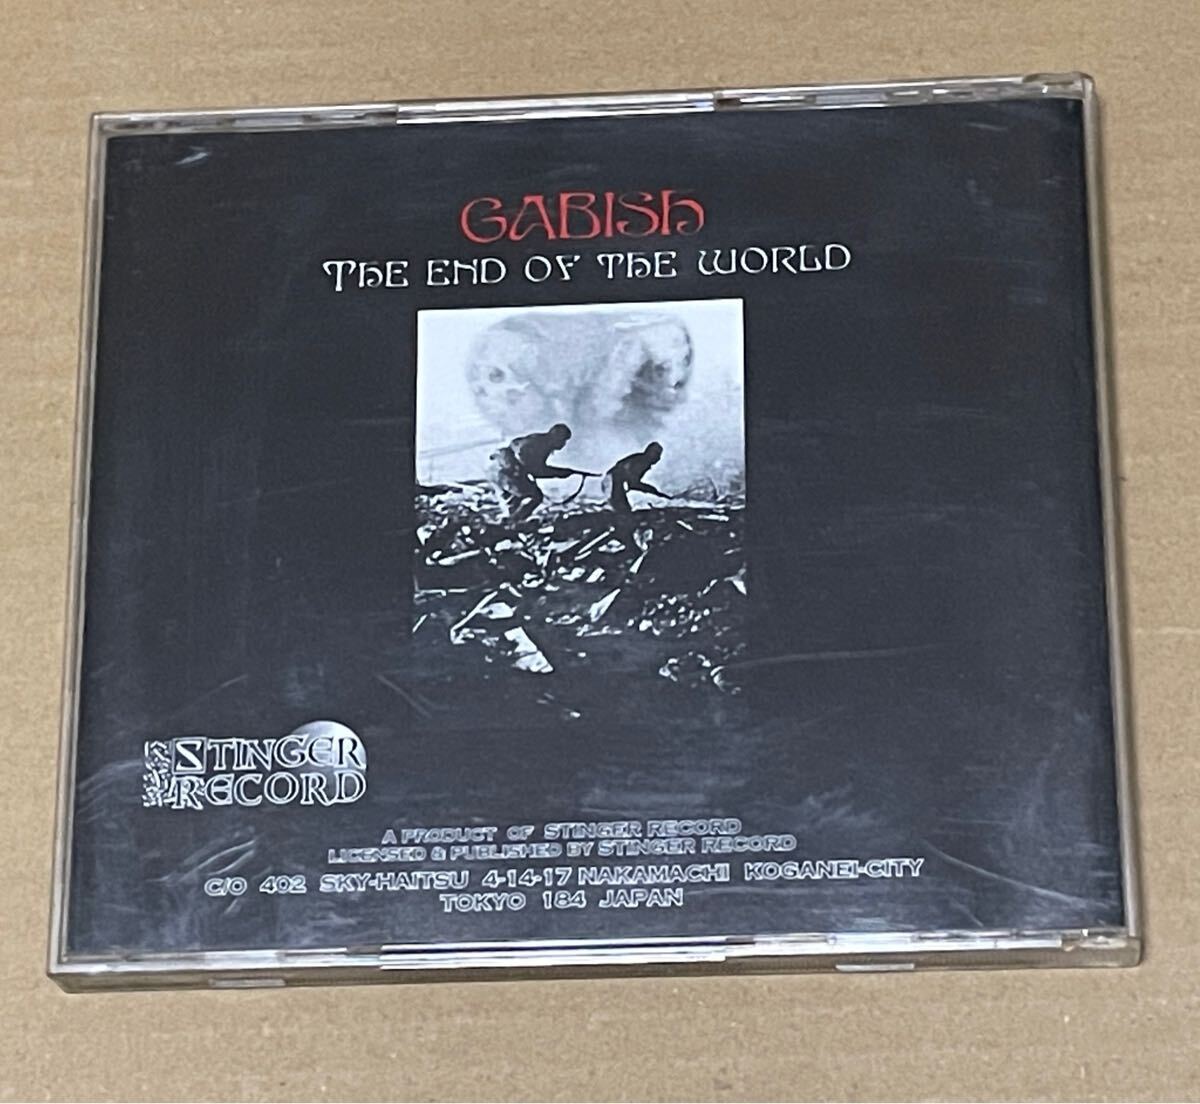 GABISH
THE END OF THE WORLD
STINGER
RECORD
A PRODUCT OF STINGER RECORD
LICENSED & PUBLISHED BY STINGER RECORD
C/O 402 SKY-HAITSU 4-14-17 NAKAMACHI KOGANEI-CITY
TOKYO 184 JAPAN